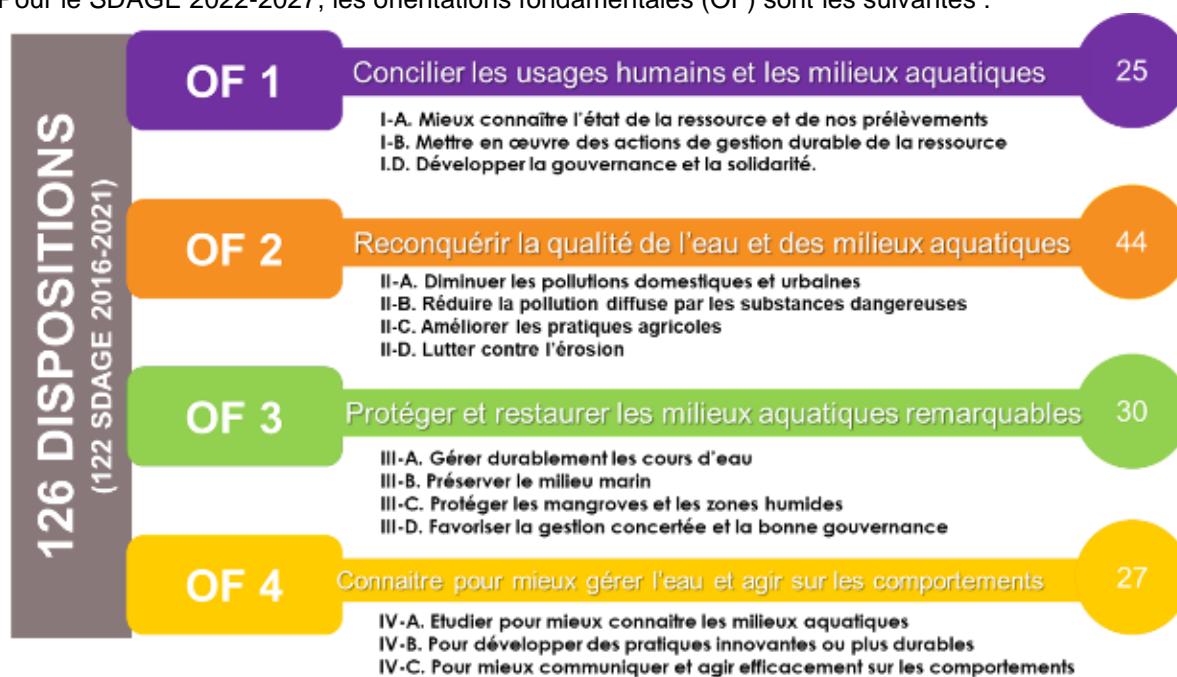 Pour le SDAGE 2022-2027, les orientations fondamentales (OF) sont les suivantes :
126 DISPOSITIONS
(122 SDAGE 2016-2021)
OF 1
Concilier les usages humains et les milieux aquatiques
25
I-A. Mieux connaître l'état de la ressource et de nos prélèvements
I-B. Mettre en œuvre des actions de gestion durable de la ressource
I.D. Développer la gouvernance et la solidarité.
OF 2
Reconquérir la qualité de l'eau et des milieux aquatiques
44
II-A. Diminuer les pollutions domestiques et urbaines
II-B. Réduire la pollution diffuse par les substances dangereuses
II-C. Améliorer les pratiques agricoles
II-D. Lutter contre l'érosion
OF 3
Protéger et restaurer les milieux aquatiques remarquables
30
III-A. Gérer durablement les cours d'eau
III-B. Préserver le milieu marin
III-C. Protéger les mangroves et les zones humides
III-D. Favoriser la gestion concertée et la bonne gouvernance
OF 4
Connaitre pour mieux gérer l'eau et agir sur les comportements
27
IV-A. Etudier pour mieux connaitre les milieux aquatiques
IV-B. Pour développer des pratiques innovantes ou plus durables
IV-C. Pour mieux communiquer et agir efficacement sur les comportements